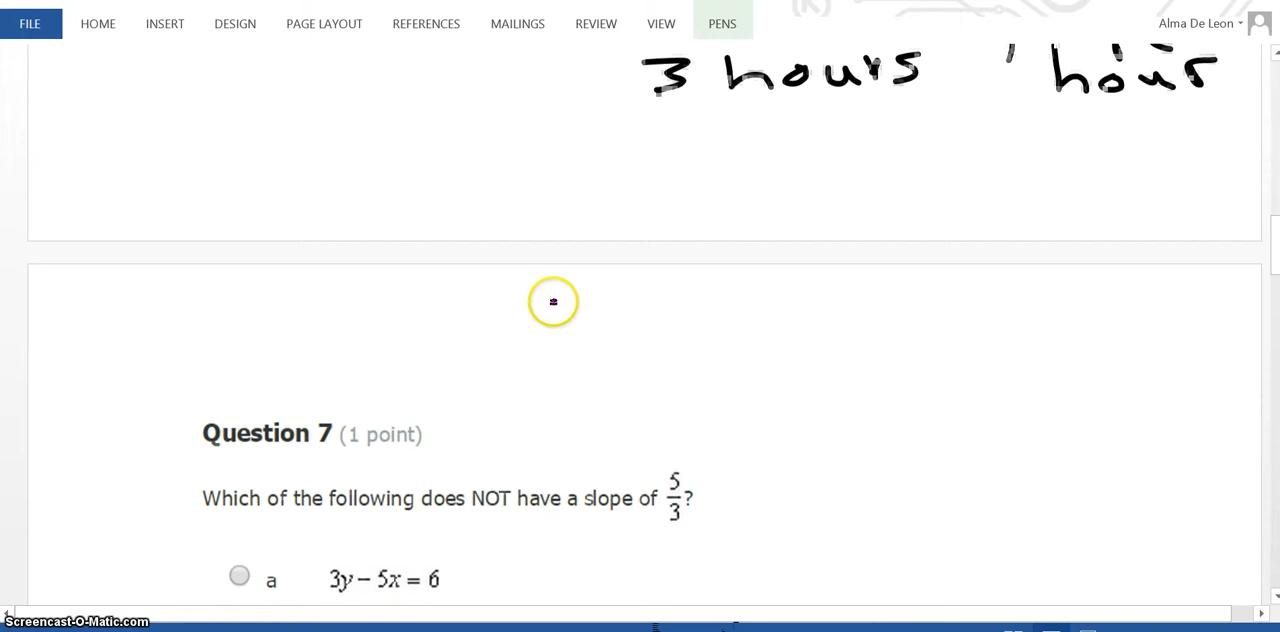 FILE HOME INSERT DESIGN PAGE LAYOUT REFERENCES MAILINGS REVIEW VIEW PENS Alma De Leon
3 hours hour
Question 7 (1 point)
Which of the following does NOT have a slope of 5/3?
a 3y − 5x = 6
Screencast-O-Matic.com